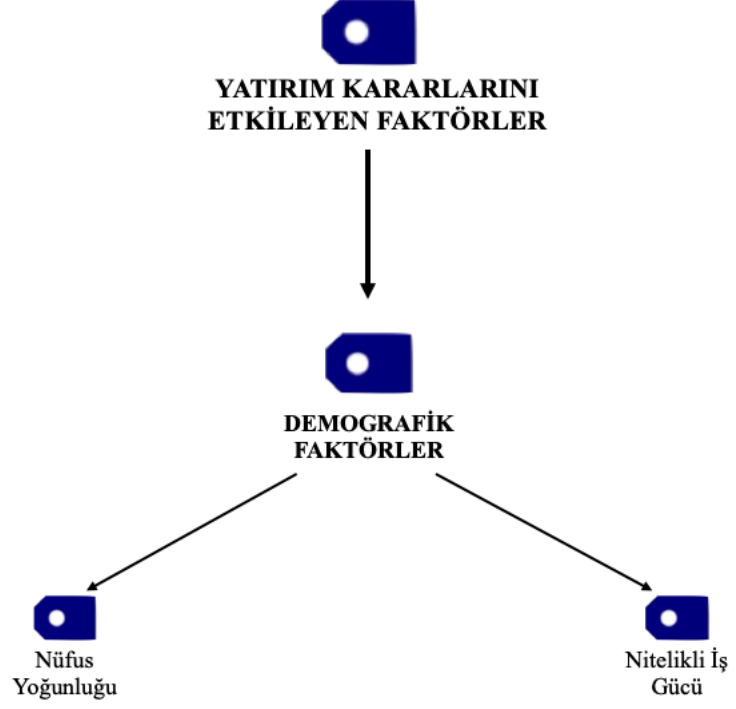 YATIRIM KARARLARINI
ETKİLEYEN FAKTÖRLER
DEMOGRAFİK
FAKTÖRLER
Nüfus
Yoğunluğu
Nitelikli İş
Gücü